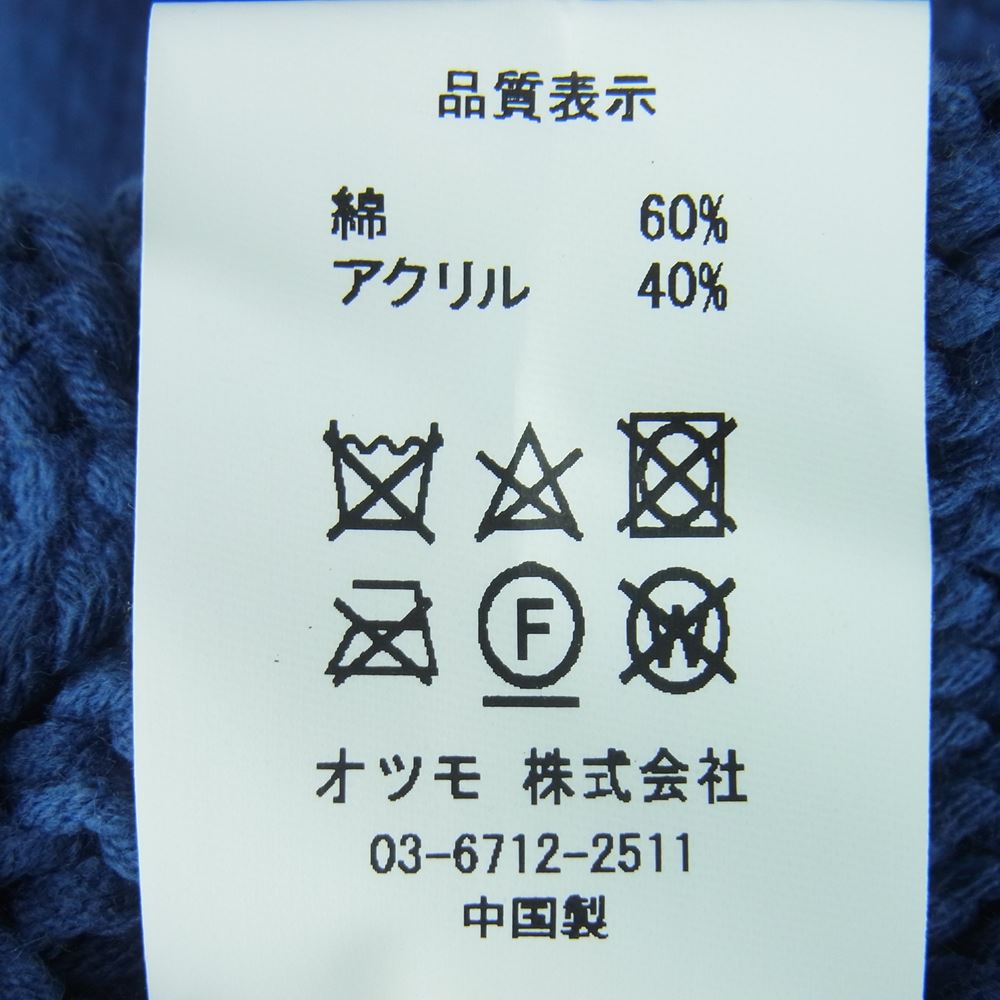 品質表示
綿 60%
アクリル 40%
F W
オツモ 株式会社
03-6712-2511
中国製